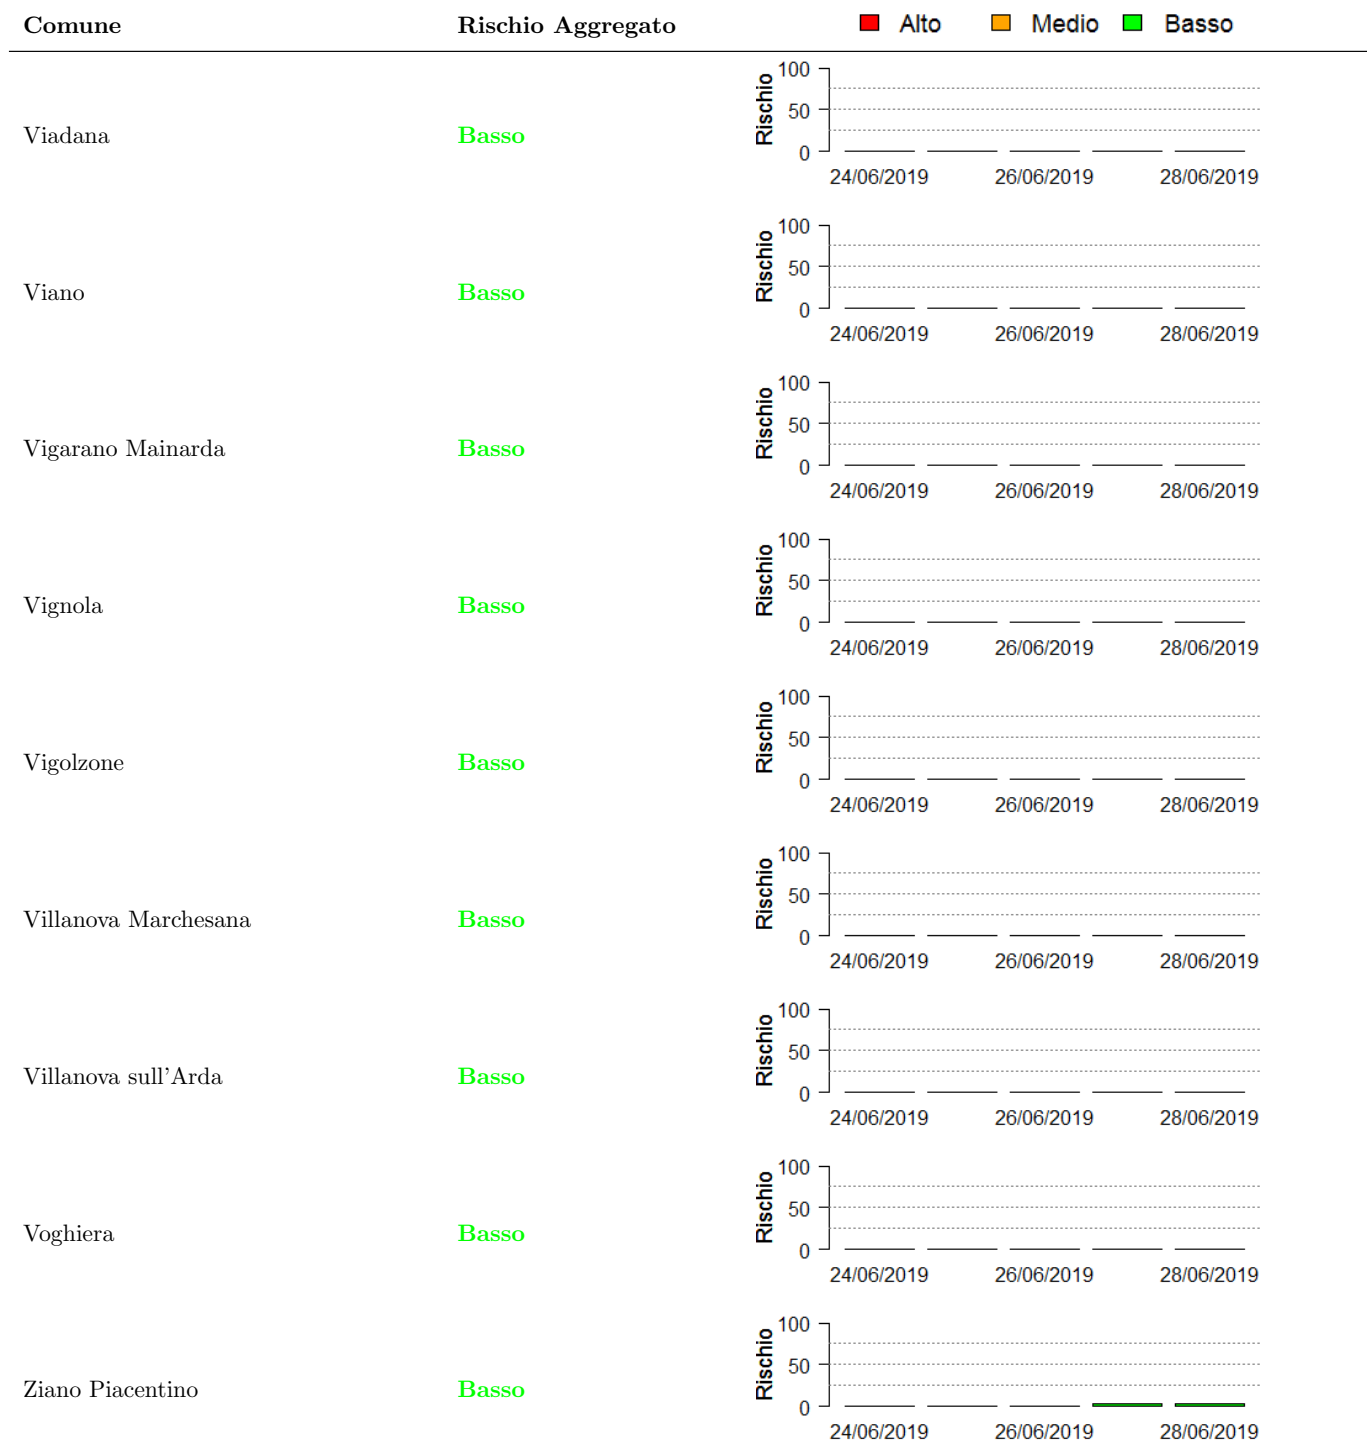 Comune Rischio Aggregato Alto Medio Basso
Viadana Basso Rischio 100 50 0
24/06/2019 26/06/2019 28/06/2019
Viano Basso Rischio 100 50 0
24/06/2019 26/06/2019 28/06/2019
Vigarano Mainarda Basso Rischio 100 50 0
24/06/2019 26/06/2019 28/06/2019
Vignola Basso Rischio 100 50 0
24/06/2019 26/06/2019 28/06/2019
Vigolzone Basso Rischio 100 50 0
24/06/2019 26/06/2019 28/06/2019
Villanova Marchesana Basso Rischio 100 50 0
24/06/2019 26/06/2019 28/06/2019
Villanova sull'Arda Basso Rischio 100 50 0
24/06/2019 26/06/2019 28/06/2019
Voghiera Basso Rischio 100 50 0
24/06/2019 26/06/2019 28/06/2019
Ziano Piacentino Basso Rischio 100 50 0
24/06/2019 26/06/2019 28/06/2019